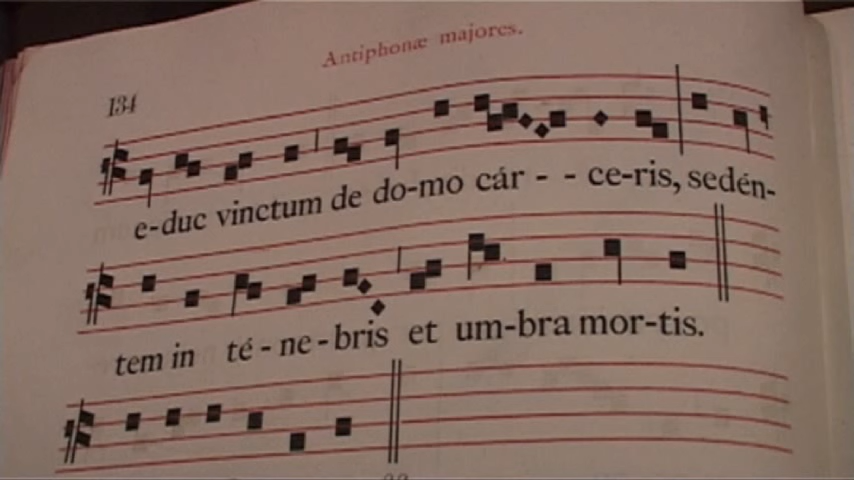 Antiphonæ majores.
134
e-duc vinctum de do-mo cár - - ce-ris, sedén-
tem in té - ne - bris et um-bra mor-tis.